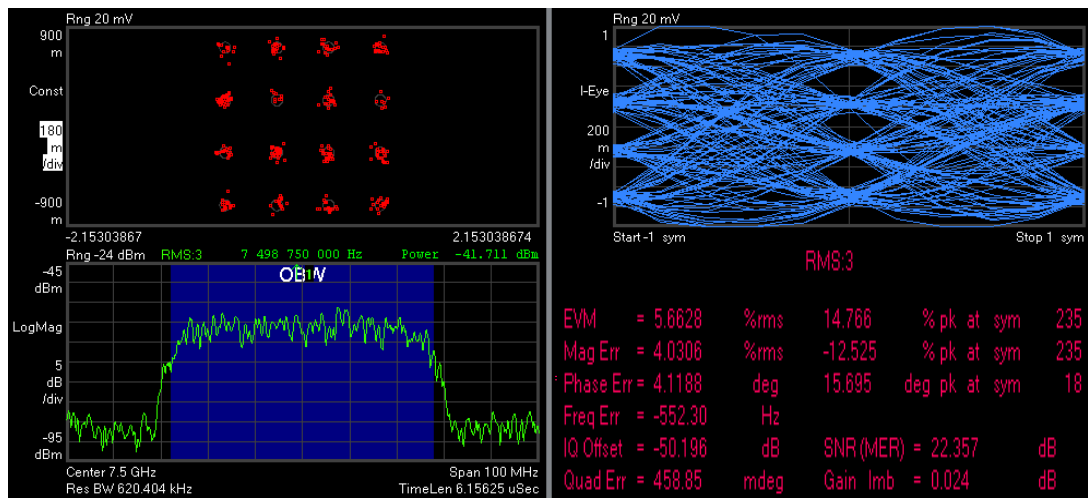 Rng 20 mV
900
m
Const
180
m
/div
-900
m
-2.15303867 2.153038674
Rng 20 mV
1
I-Eye
200
m
/div
-1
Start -1 sym Stop 1 sym
Rng -24 dBm RMS:3 7 498 750 000 Hz Power -41.711 dBm
-45
dBm
OBW
LogMag
5
dB
/div
-95
dBm
Center 7.5 GHz Span 100 MHz
Res BW 620.404 kHz TimeLen 6.15625 uSec
RMS:3
EVM = 5.6628 %rms 14.766 % pk at sym 235
Mag Err = 4.0306 %rms -12.525 % pk at sym 235
Phase Err = 4.1188 deg 15.695 deg pk at sym 18
Freq Err = -552.30 Hz
IQ Offset = -50.196 dB SNR(MER) = 22.357 dB
Quad Err = 458.85 mdeg Gain Imb = 0.024 dB